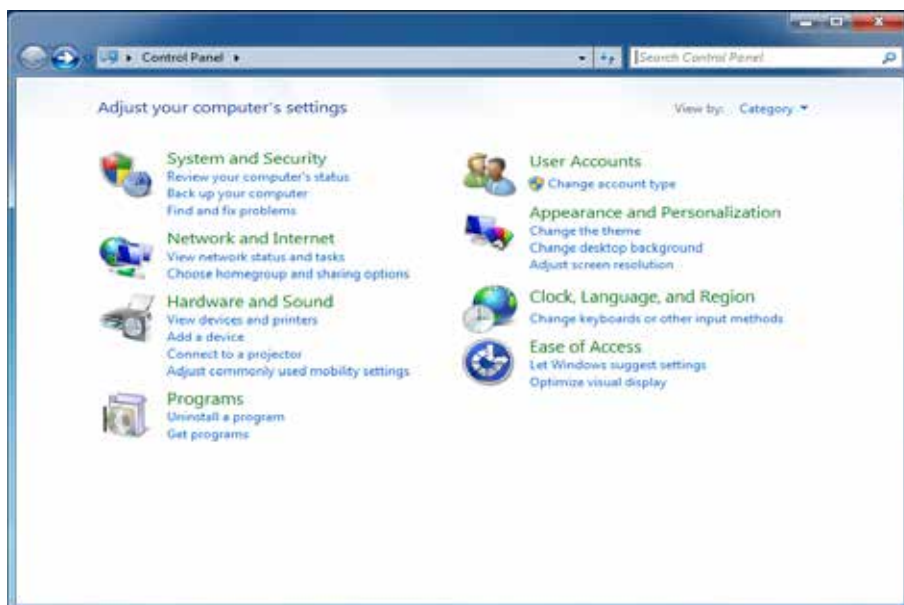 Control Panel
Search Control Panel
Adjust your computer's settings
View by: Category
System and Security
Review your computer's status
Back up your computer
Find and fix problems
Network and Internet
View network status and tasks
Choose homegroup and sharing options
Hardware and Sound
View devices and printers
Add a device
Connect to a projector
Adjust commonly used mobility settings
Programs
Uninstall a program
Get programs
User Accounts
Change account type
Appearance and Personalization
Change the theme
Change desktop background
Adjust screen resolution
Clock, Language, and Region
Change keyboards or other input methods
Ease of Access
Let Windows suggest settings
Optimize visual display